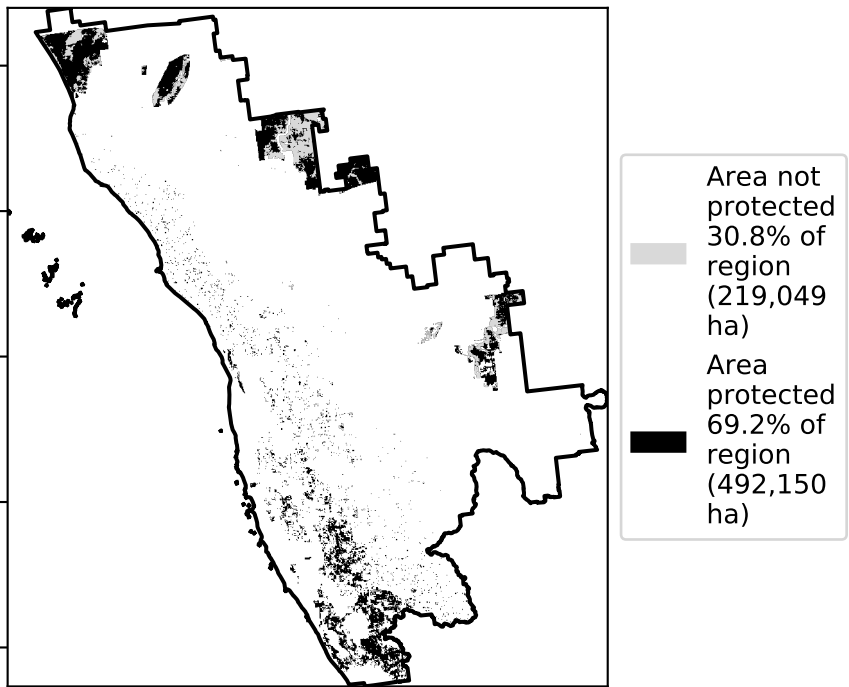 Area not
protected
30.8% of
region
(219,049
ha)
Area
protected
69.2% of
region
(492,150
ha)